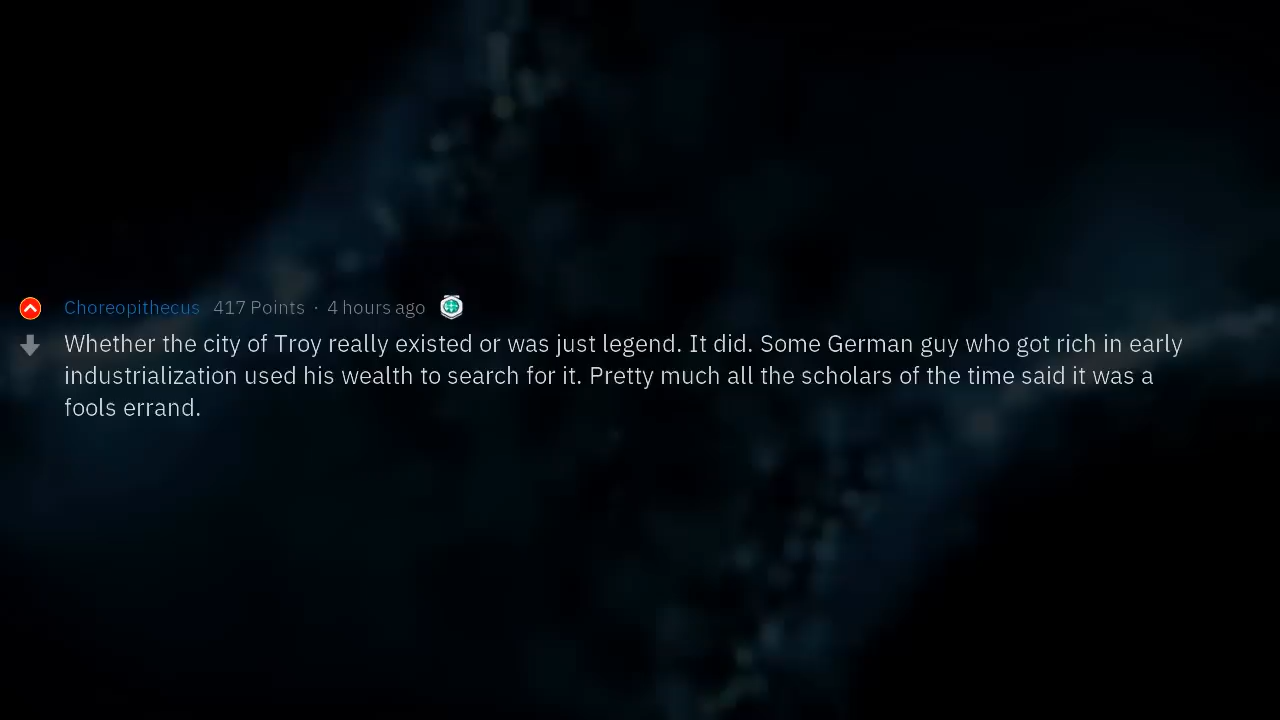 Choreopithecus 417 Points · 4 hours ago
Whether the city of Troy really existed or was just legend. It did. Some German guy who got rich in early
industrialization used his wealth to search for it. Pretty much all the scholars of the time said it was a
fools errand.